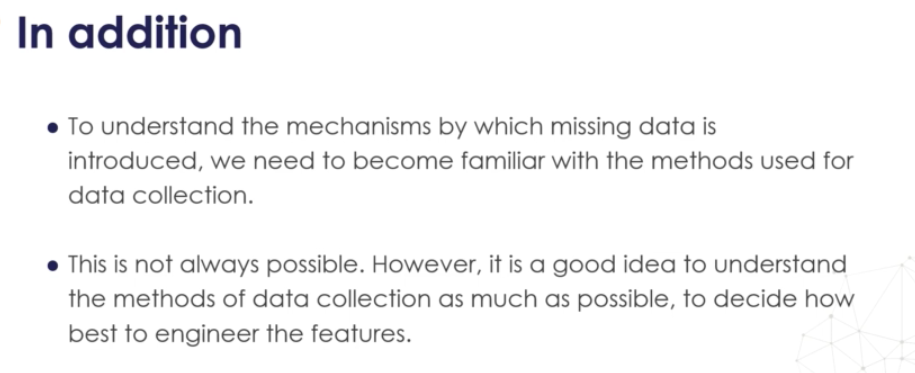 In addition
● To understand the mechanisms by which missing data is
introduced, we need to become familiar with the methods used for
data collection.
● This is not always possible. However, it is a good idea to understand
the methods of data collection as much as possible, to decide how
best to engineer the features.